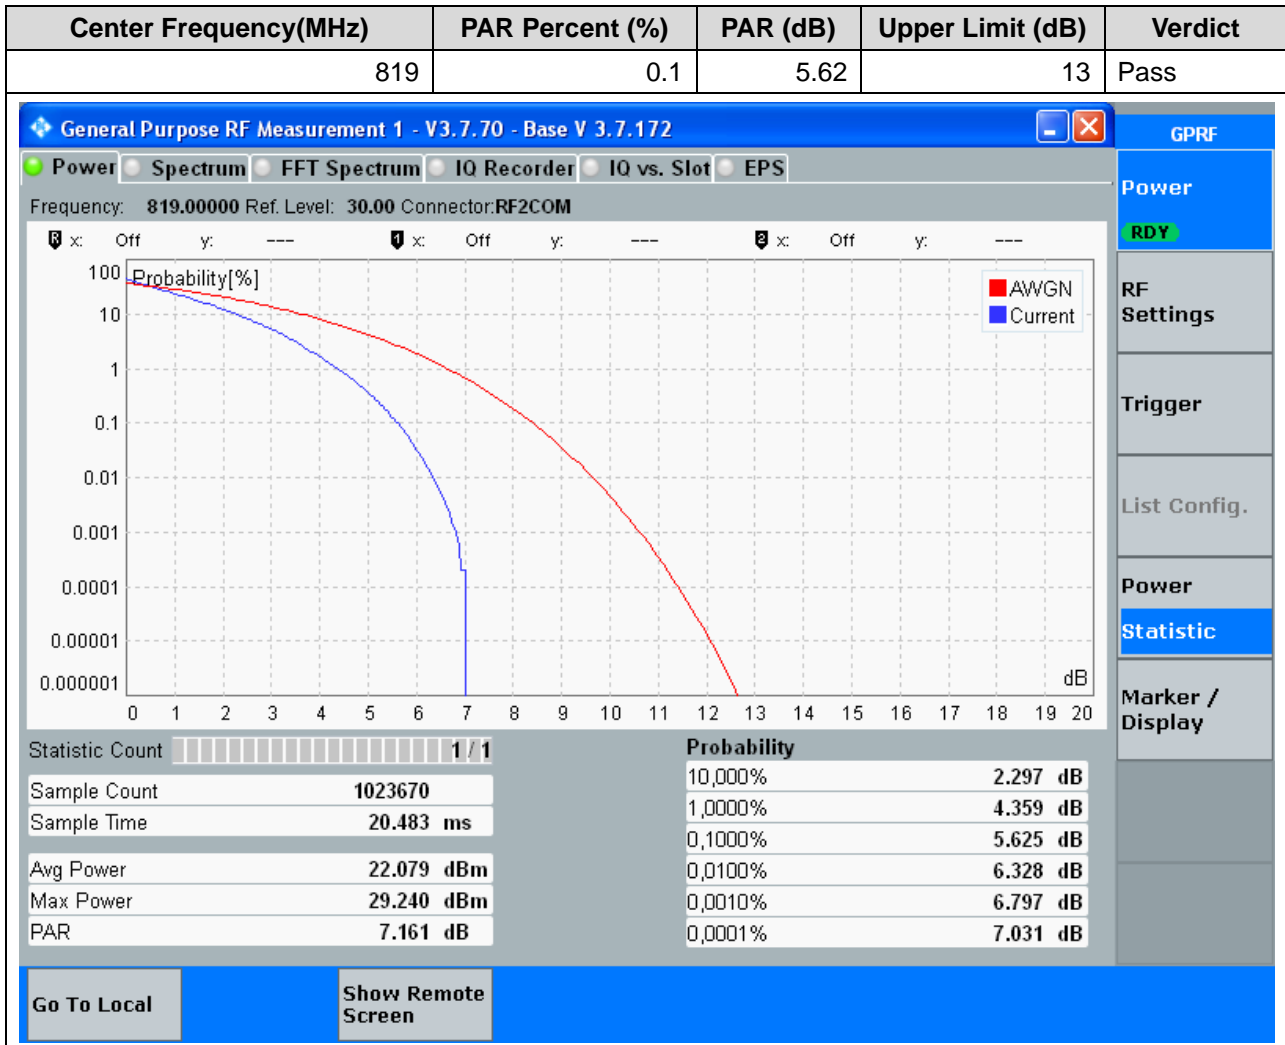 Center Frequency(MHz) PAR Percent (%) PAR (dB) Upper Limit (dB) Verdict
819 0.1 5.62 13 Pass
General Purpose RF Measurement 1 - V3.7.70 - Base V 3.7.172
GPRF
Power Spectrum FFT Spectrum IQ Recorder IQ vs. Slot EPS
Power
RDY
Frequency: 819.00000 Ref. Level: 30.00 Connector:RF2COM
R x: Off y: --- 1 x: Off y: --- 2 x: Off y: ---
Probability[%]
AWGN
Current
100
10
1
0.1
0.01
0.001
0.0001
0.00001
0.000001
dB
0 1 2 3 4 5 6 7 8 9 10 11 12 13 14 15 16 17 18 19 20
RF
Settings
Trigger
List Config.
Power
Statistic
Marker /
Display
Statistic Count 1 / 1
Sample Count 1023670
Sample Time 20.483 ms
Avg Power 22.079 dBm
Max Power 29.240 dBm
PAR 7.161 dB
Probability
10,000% 2.297 dB
1,0000% 4.359 dB
0,1000% 5.625 dB
0,0100% 6.328 dB
0,0010% 6.797 dB
0,0001% 7.031 dB
Go To Local
Show Remote
Screen